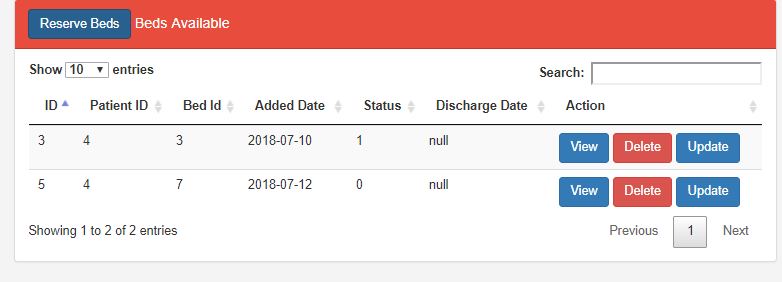 Reserve Beds Beds Available
Show 10 entries Search:
ID Patient ID Bed Id Added Date Status Discharge Date Action
3 4 3 2018-07-10 1 null View Delete Update
5 4 7 2018-07-12 0 null View Delete Update
Showing 1 to 2 of 2 entries Previous 1 Next